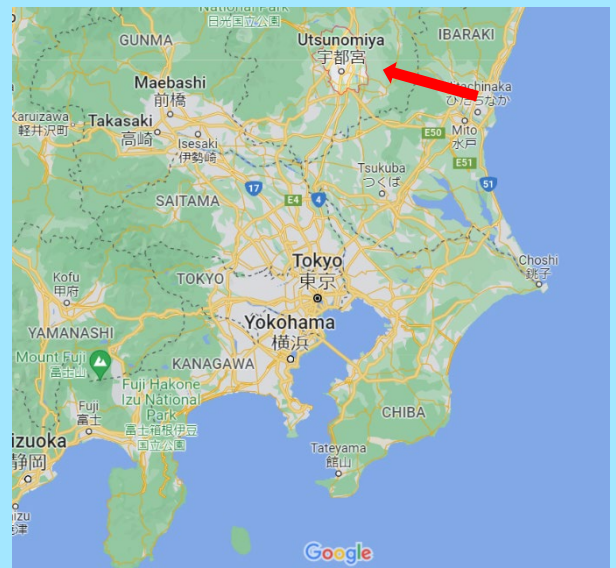 National Park
日光国立公園
GUNMA
Utsunomiya
宇都宮
IBARAKI
Maebashi
前橋
Hitachinaka
ひたちなか
Karuizawa
軽井沢町
Takasaki
高崎
Isesaki
伊勢崎
E50
Mito
水戸
E51
Tsukuba
つくば
17
51
SAITAMA
E4
4
Choshi
銚子
Tokyo
東京
Kofu
甲府
TOKYO
Yokohama
横浜
YAMANASHI
Mount Fuji
富士山
KANAGAWA
Fuji Hakone
Izu National
Park
富士箱根伊豆
国立公園
Fuji
富士
CHIBA
izuoka
静岡
Tateyama
館山
izu
津
Google